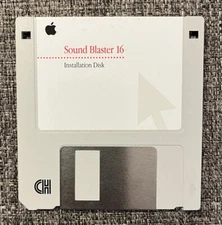 Sound Blaster 16
Installation Disk
CH